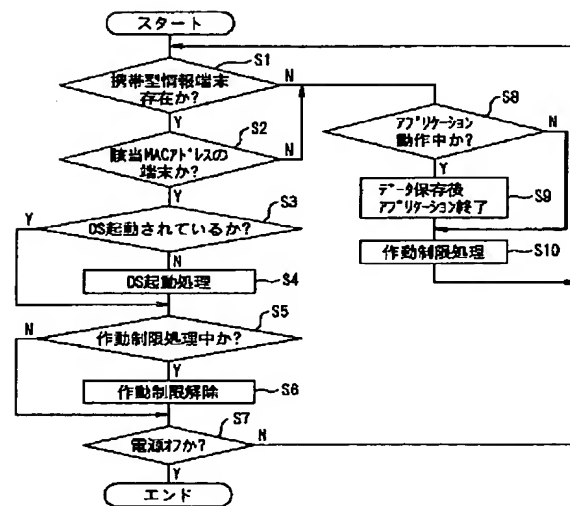 スタート
S1
携帯型情報端末
存在か?
N
Y
S2
該当MACアドレスの
端末か?
N
Y
S3
Y
OS起動されているか?
N
OS起動処理
S4
S5
N
作動制限処理中か?
Y
作動制限解除
S6
S7
電源オフか?
N
Y
エンド
S8
アプリケーション
動作中か?
N
Y
S9
データ保存後
アプリケーション終了
作動制限処理
S10